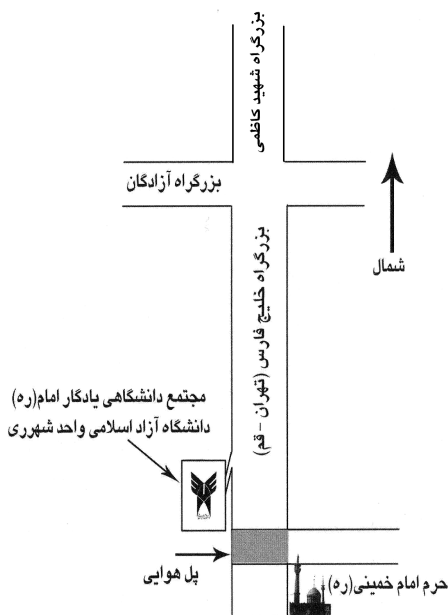 بزرگراه شهید کاظمی
بزرگراه آزادگان
شمال
بزرگراه خلیج فارس (تهران - قم)
مجتمع دانشگاهی یادگار امام(ره)
دانشگاه آزاد اسلامی واحد شهرری
پل هوایی
حرم امام خمینی(ره)